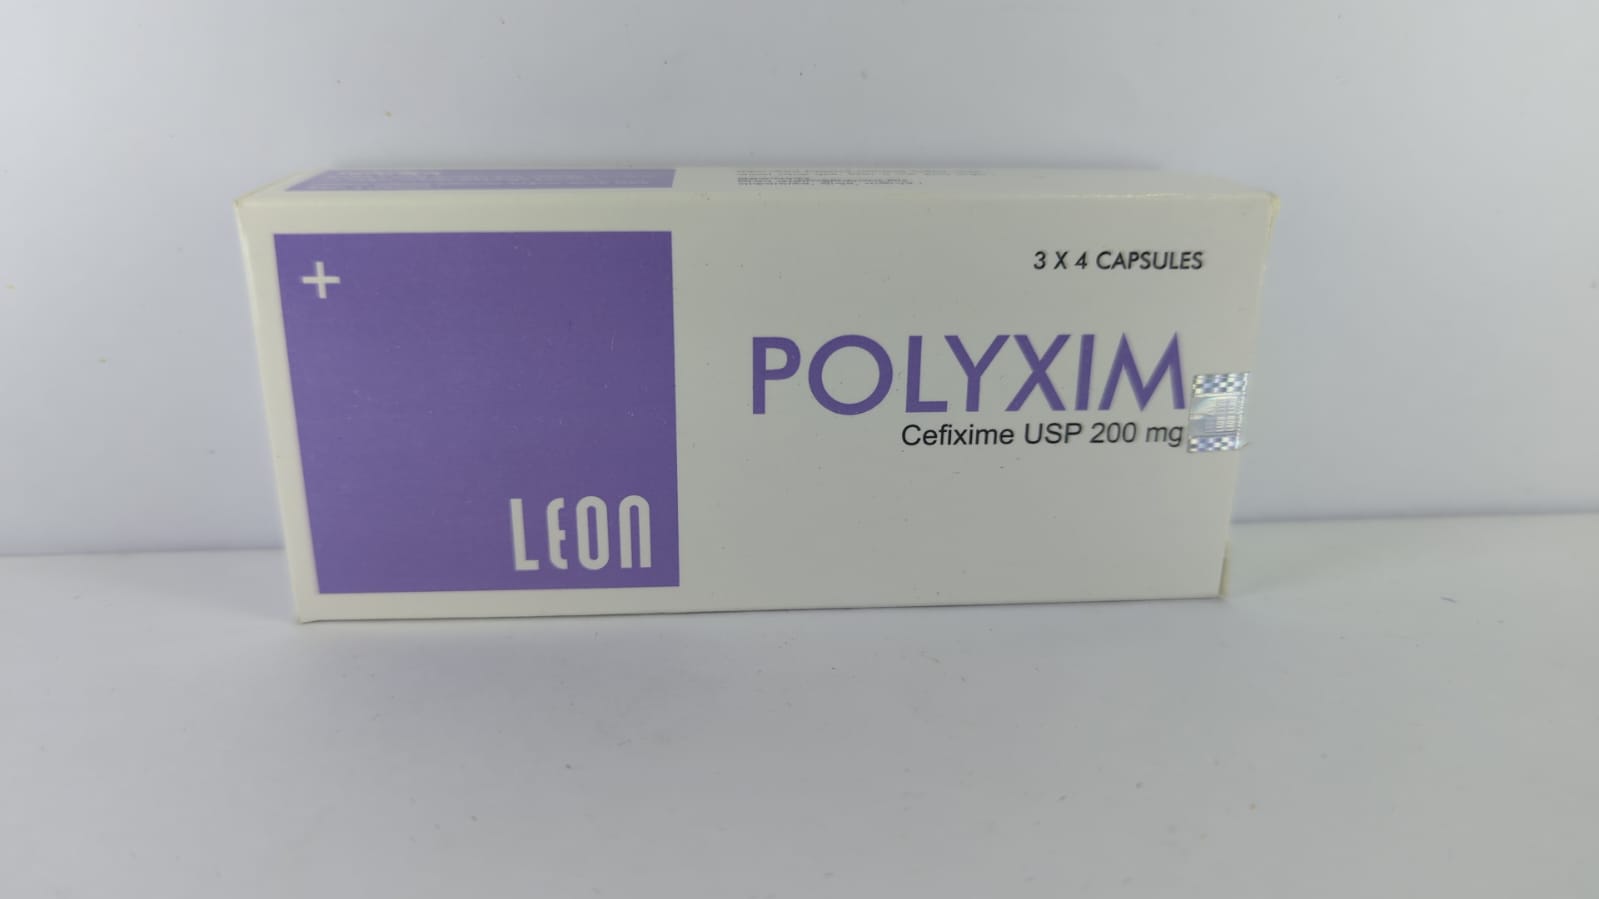 3 X 4 CAPSULES
POLYXIM
Cefixime USP 200 mg
LEON